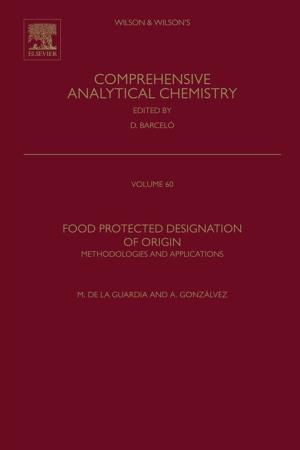 WILSON & WILSON'S
ELSEVIER
COMPREHENSIVE
ANALYTICAL CHEMISTRY
EDITED BY
D. BARCELÓ
VOLUME 60
FOOD PROTECTED DESIGNATION
OF ORIGIN
METHODOLOGIES AND APPLICATIONS
M. DE LA GUARDIA AND A. GONZÁLVEZ